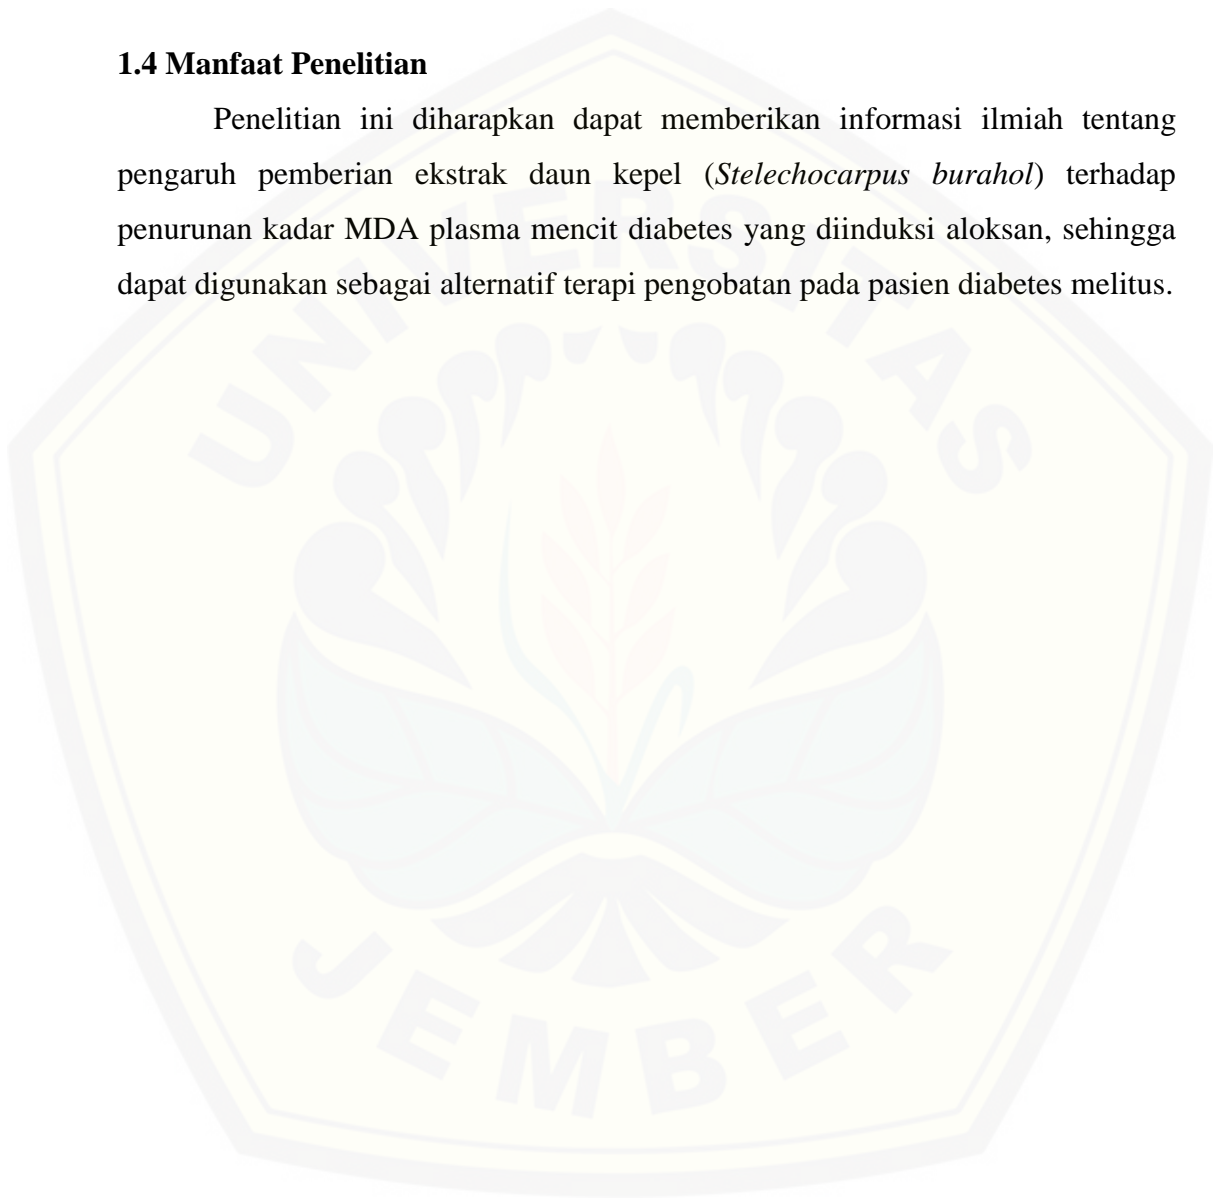 1.4 Manfaat Penelitian
Penelitian ini diharapkan dapat memberikan informasi ilmiah tentang
pengaruh pemberian ekstrak daun kepel (Stelechocarpus burahol) terhadap
penurunan kadar MDA plasma mencit diabetes yang diinduksi aloksan, sehingga
dapat digunakan sebagai alternatif terapi pengobatan pada pasien diabetes melitus.
UNIVERSITAS
JEMBER